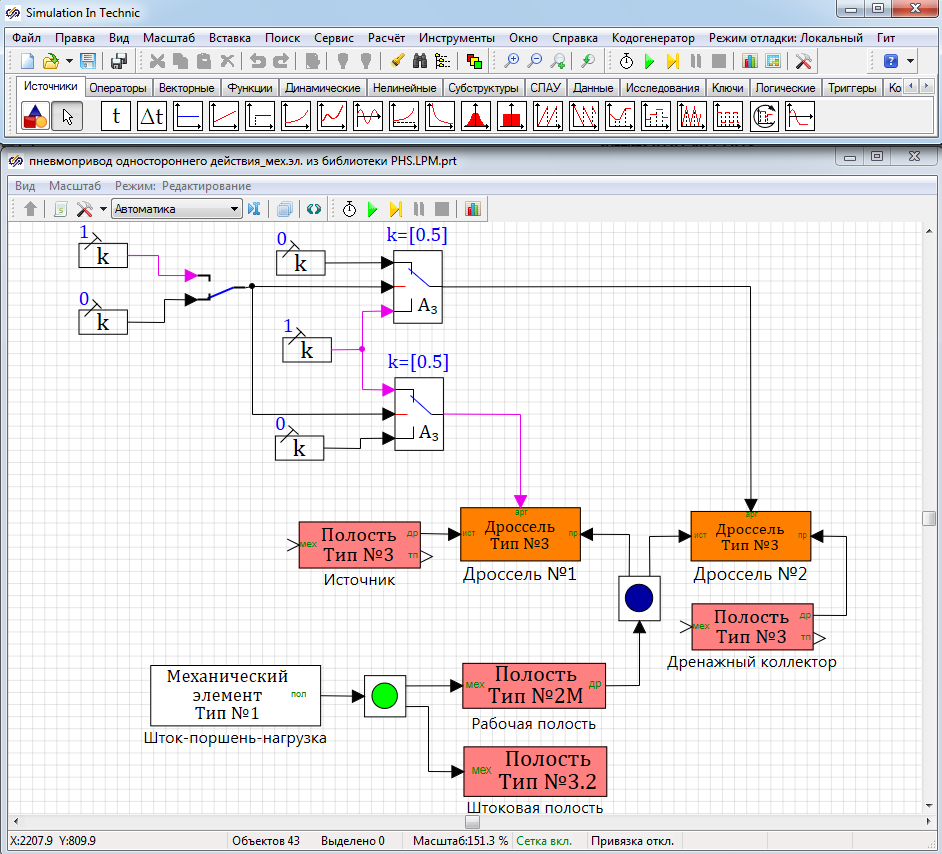 Simulation In Technic
Файл Правка Вид Масштаб Вставка Поиск Сервис Расчёт Инструменты Окно Справка Кодогенератор Режим отладки: Локальный Гит
Источники Операторы Векторные Функции Динамические Нелинейные Субструктуры СПАУ Данные Исследования Ключи Логические Триггеры Ко
t Δt
пневмопривод одностороннего действия_мех.эл. из библиотеки PHS.LPM.prt
Вид Масштаб Режим: Редактирование
Автоматика
1
k
0
k
0
k
k=[0.5]
A3
1
k
k=[0.5]
A3
0
k
мех
Полость
Тип №3
др
тп
Источник
арг
ист
Дроссель
Тип №3
пр
Дроссель №1
арг
ист
Дроссель
Тип №3
пр
Дроссель №2
мех
Полость
Тип №3
др
тп
Дренажный коллектор
Механический
элемент
Тип №1
пол
Шток-поршень-нагрузка
мех
Полость
Тип №2М
др
Рабочая полость
мех
Полость
Тип №3.2
Штоковая полость
X:2207.9 Y:809.9 Объектов 43 Выделено 0 Масштаб:151.3 % Сетка вкл. Привязка откл.